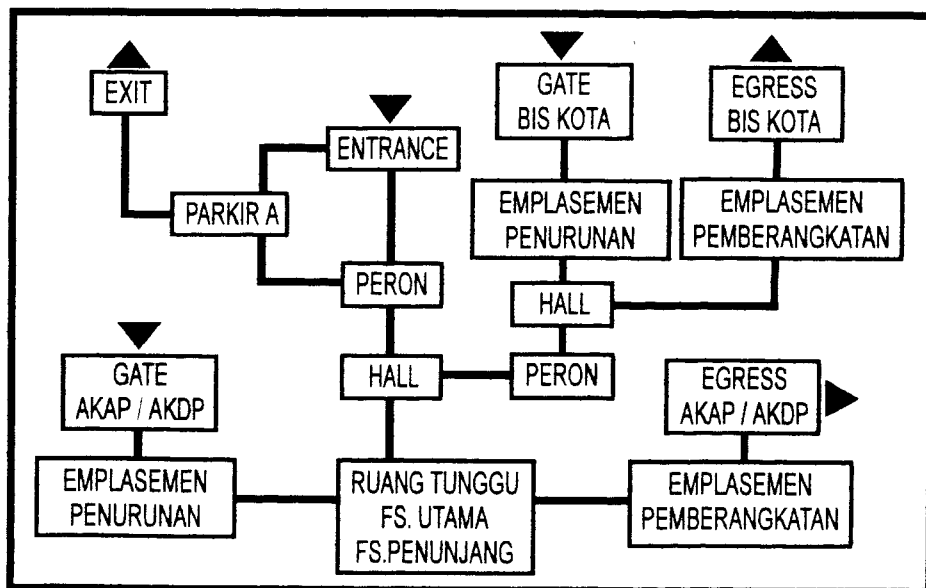 EXIT
GATE
BIS KOTA
EGRESS
BIS KOTA
ENTRANCE
PARKIR A
EMPLASEMEN
PENURUNAN
EMPLASEMEN
PEMBERANGKATAN
PERON
HALL
GATE
AKAP / AKDP
HALL
PERON
EGRESS
AKAP / AKDP
EMPLASEMEN
PENURUNAN
RUANG TUNGGU
FS. UTAMA
FS.PENUNJANG
EMPLASEMEN
PEMBERANGKATAN